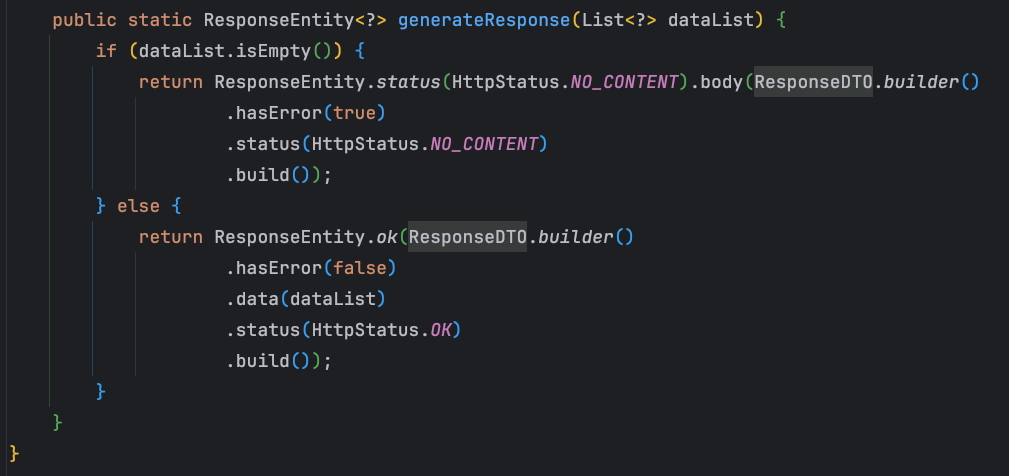 public static ResponseEntity<?> generateResponse(List<?> dataList) {
if (dataList.isEmpty()) {
return ResponseEntity.status(HttpStatus.NO_CONTENT).body(ResponseDTO.builder()
.hasError(true)
.status(HttpStatus.NO_CONTENT)
.build());
} else {
return ResponseEntity.ok(ResponseDTO.builder()
.hasError(false)
.data(dataList)
.status(HttpStatus.OK)
.build());
}
}
}